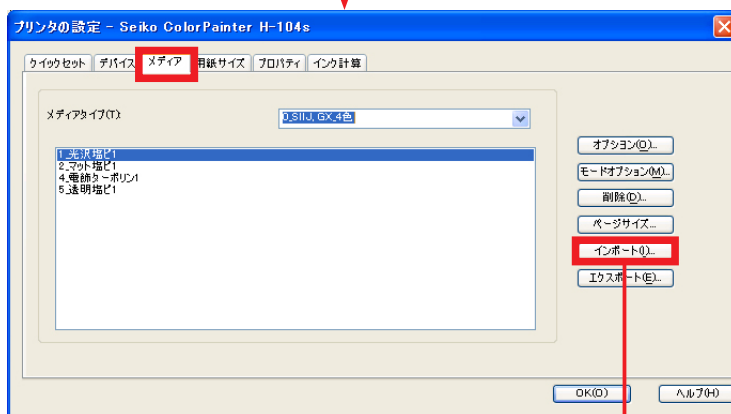 プリンタの設定 - Seiko ColorPainter H-104s
クイックセット デバイス メディア 用紙サイズ プロパティ インク計算
メディアタイプ(T):
0_SIIJ, GX_4色
1_光沢塩ビ1
2_マット塩ビ1
4_電飾ターポリン1
5_透明塩ビ1
オプション(O)...
モードオプション(M)...
削除(D)...
ページサイズ...
インポート(I)...
エクスポート(E)...
OK(O)
ヘルプ(H)